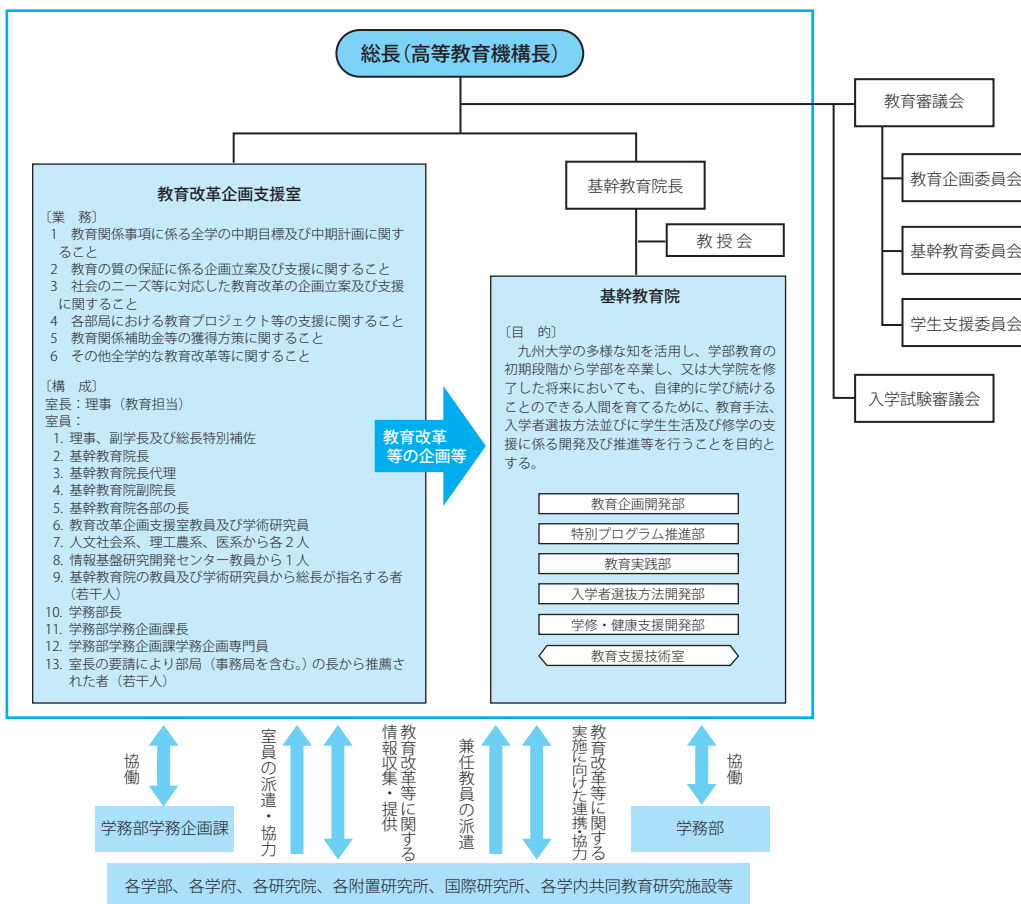 総長（高等教育機構長）
教育審議会
教育企画委員会
基幹教育委員会
学生支援委員会
入学試験審議会
教育改革企画支援室
〔業　務〕
1　教育関係事項に係る全学の中期目標及び中期計画に関す
ること
2　教育の質の保証に係る企画立案及び支援に関すること
3　社会のニーズ等に対応した教育改革の企画立案及び支援
に関すること
4　各部局における教育プロジェクト等の支援に関すること
5　教育関係補助金等の獲得方策に関すること
6　その他全学的な教育改革等に関すること
〔構　成〕
室長：理事（教育担当）
室員：
1. 理事、副学長及び総長特別補佐
2. 基幹教育院長
3. 基幹教育院長代理
4. 基幹教育院副院長
5. 基幹教育院各部の長
6. 教育改革企画支援室教員及び学術研究員
7. 人文社会系、理工農系、医系から各２人
8. 情報基盤研究開発センター教員から１人
9. 基幹教育院の教員及び学術研究員から総長が指名する者
（若干人）
10. 学務部長
11. 学務部学務企画課長
12. 学務部学務企画課学務企画専門員
13. 室長の要請により部局（事務局を含む。）の長から推薦さ
れた者（若干人）
教育改革
等の企画等
基幹教育院長
教 授 会
基幹教育院
〔目　的〕
　九州大学の多様な知を活用し、学部教育の
初期段階から学部を卒業し、又は大学院を修
了した将来においても、自律的に学び続ける
ことのできる人間を育てるために、教育手法、
入学者選抜方法並びに学生生活及び修学の支
援に係る開発及び推進等を行うことを目的と
する。
教育企画開発部
特別プログラム推進部
教育実践部
入学者選抜方法開発部
学修・健康支援開発部
教育支援技術室
協働
室員の派遣・協力
教育改革等に関する
情報収集・提供
兼任教員の派遣
教育改革等に関する
実施に向けた連携・協力
協働
学務部学務企画課
学務部
各学部、各学府、各研究院、各附置研究所、国際研究所、各学内共同教育研究施設等